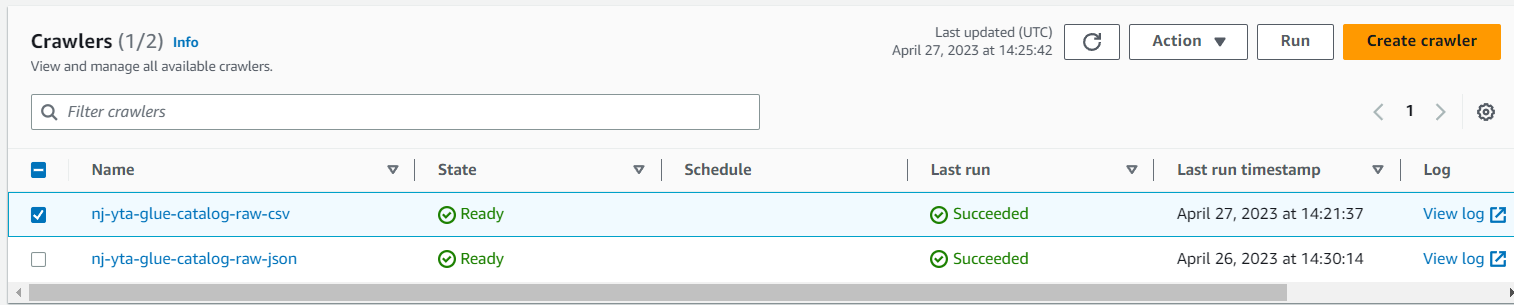 Crawlers (1/2) Info
View and manage all available crawlers.
Last updated (UTC)
April 27, 2023 at 14:25:42
Action
Run
Create crawler
Filter crawlers
1
Name State Schedule Last run Last run timestamp Log
nj-yta-glue-catalog-raw-csv Ready Succeeded April 27, 2023 at 14:21:37 View log
nj-yta-glue-catalog-raw-json Ready Succeeded April 26, 2023 at 14:30:14 View log